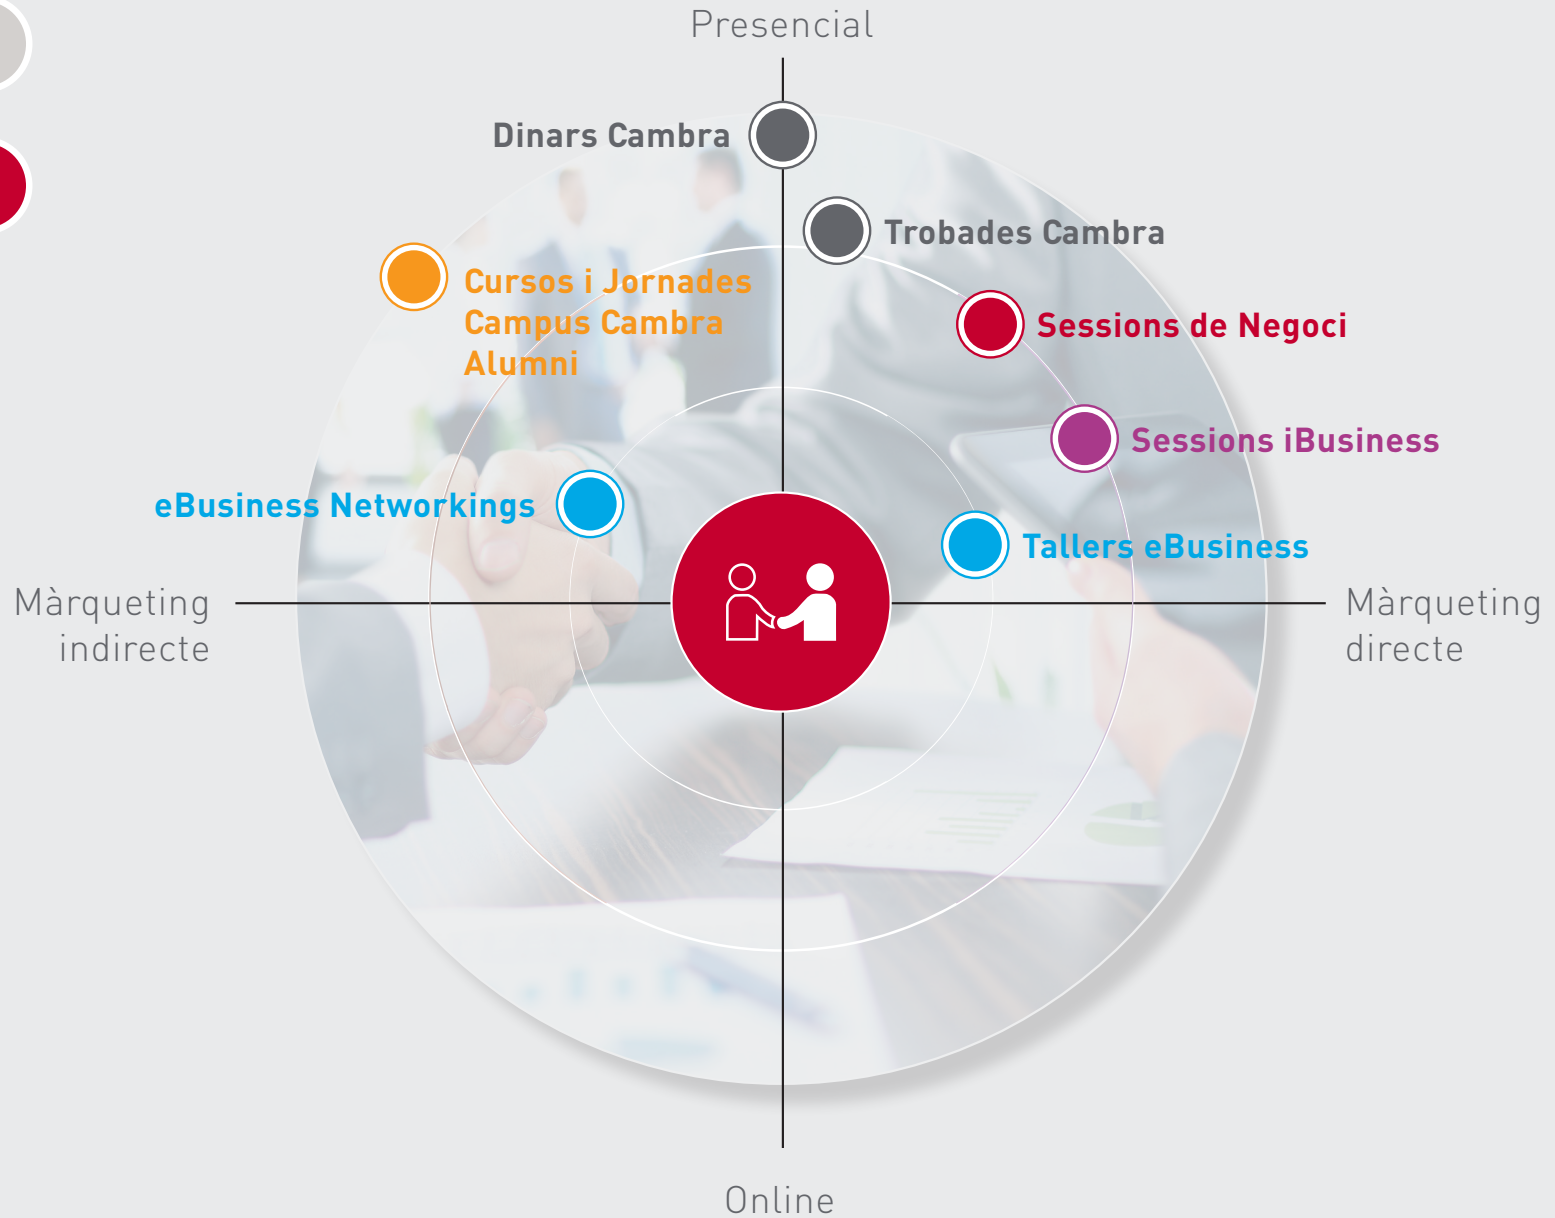 Presencial
Dinars Cambra
Trobades Cambra
Cursos i Jornades
Campus Cambra
Alumni
Sessions de Negoci
Sessions iBusiness
eBusiness Networkings
Tallers eBusiness
Màrqueting
indirecte
Màrqueting
directe
Online